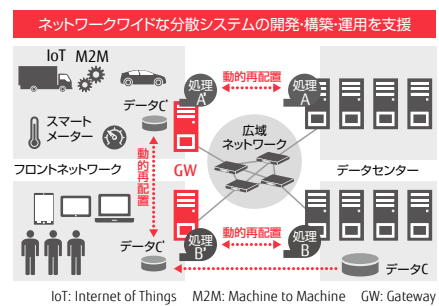 ネットワークワイドな分散システムの開発・構築・運用を支援
IoT M2M
処理
A'
動的再配置
処理
A
データC'
スマート
メーター
広域
ネットワーク
動的
再配置
フロントネットワーク
GW
データセンター
処理
B'
動的再配置
処理
B
データC'
データC
IoT: Internet of Things M2M: Machine to Machine GW: Gateway